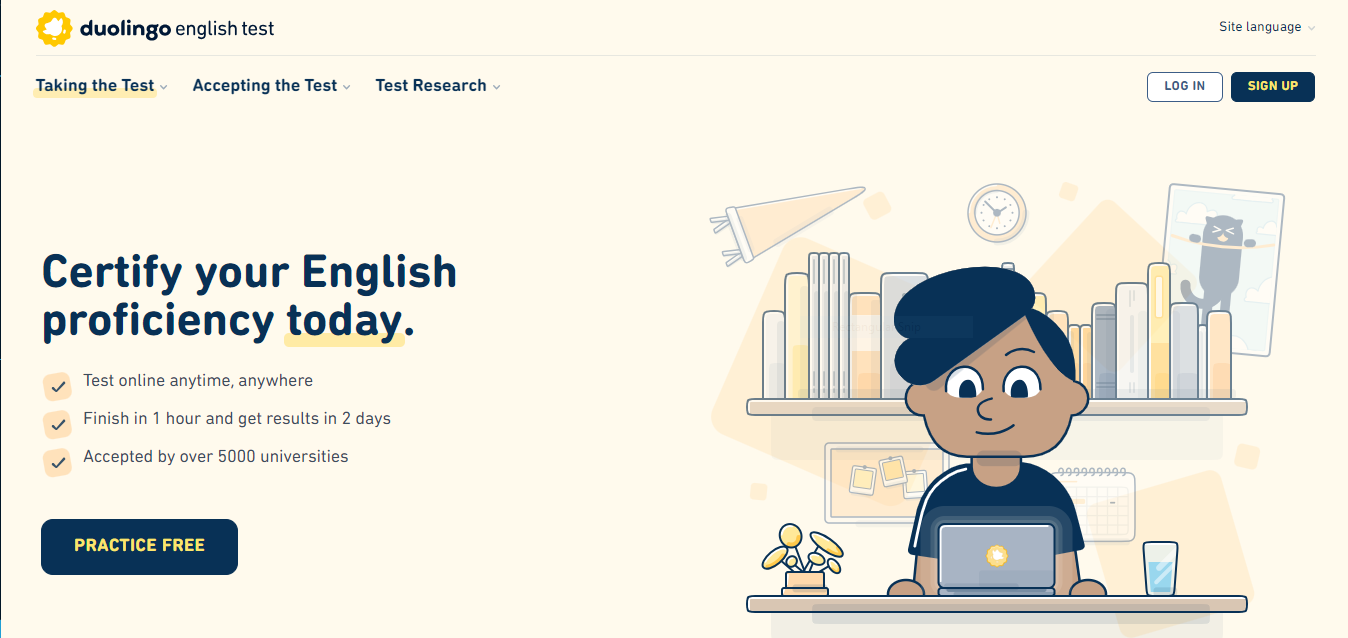 duolingo english test
Site language
Taking the Test
Accepting the Test
Test Research
LOG IN
SIGN UP
Certify your English
proficiency today.
Test online anytime, anywhere
Finish in 1 hour and get results in 2 days
Accepted by over 5000 universities
PRACTICE FREE